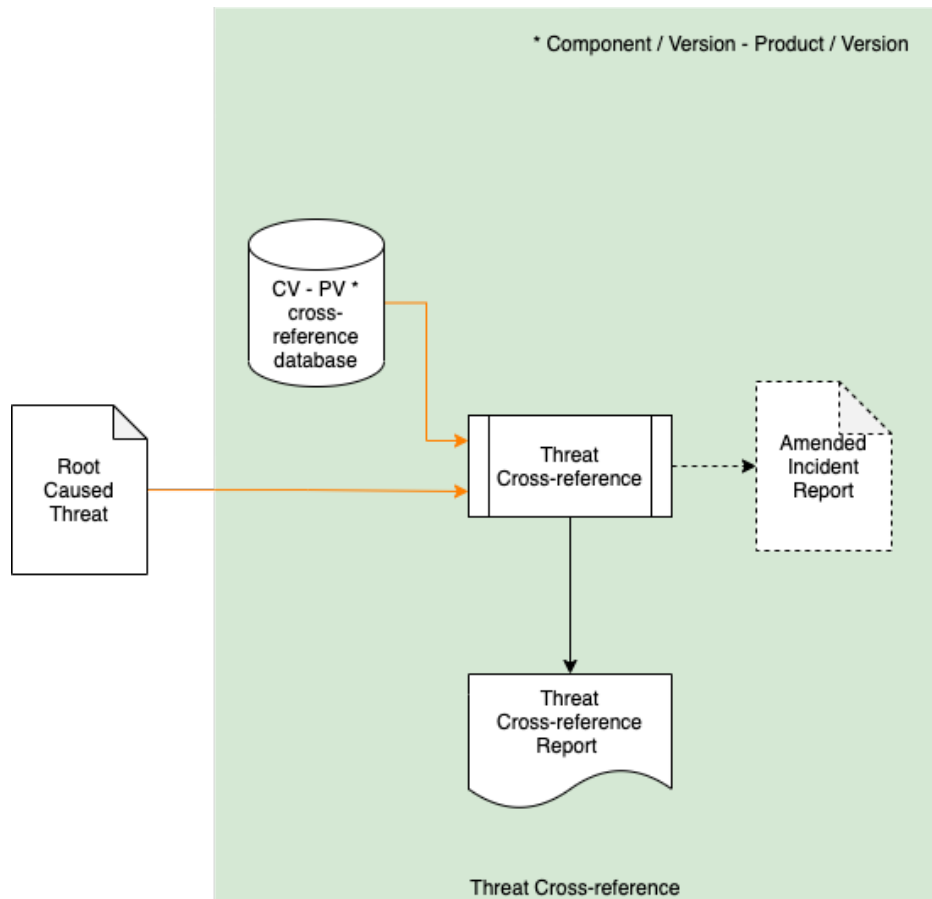 * Component / Version - Product / Version
CV - PV *
cross-
reference
database
Root
Caused
Threat
Threat
Cross-reference
Amended
Incident
Report
Threat
Cross-reference
Report
Threat Cross-reference